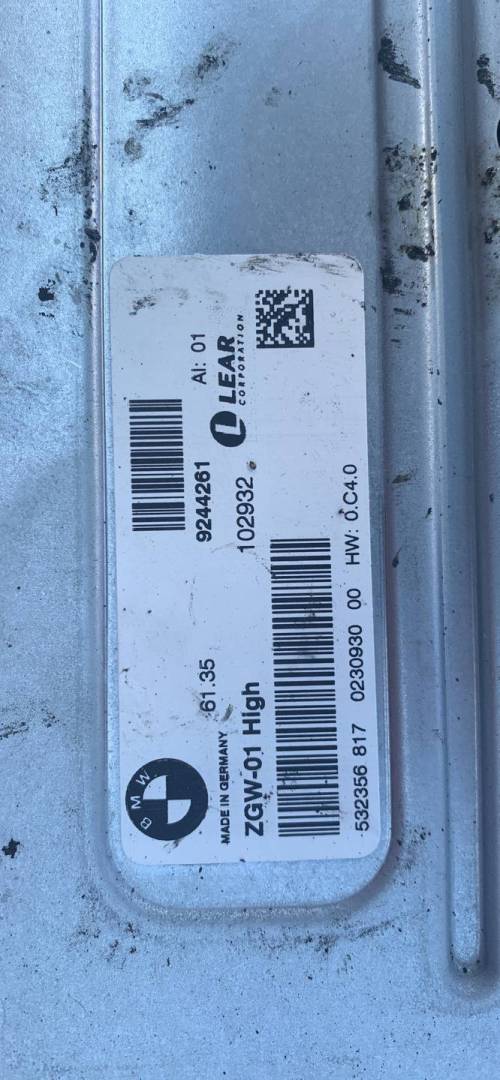 BMW
61.35
9244261
AI: 01
MADE IN GERMANY
ZGW-01 High
102932
LEAR
CORPORATION
532356 817 0230930 00 HW: 0.C4.0